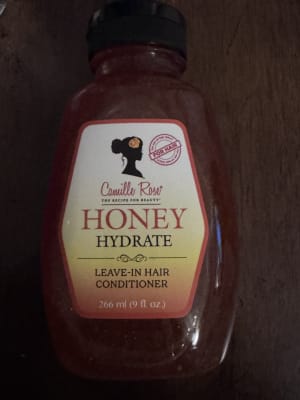 FOR HAIR
Camille Rose®
THE RECIPE FOR BEAUTY®
HONEY
HYDRATE
LEAVE-IN HAIR
CONDITIONER
266 ml (9 fl. oz.)